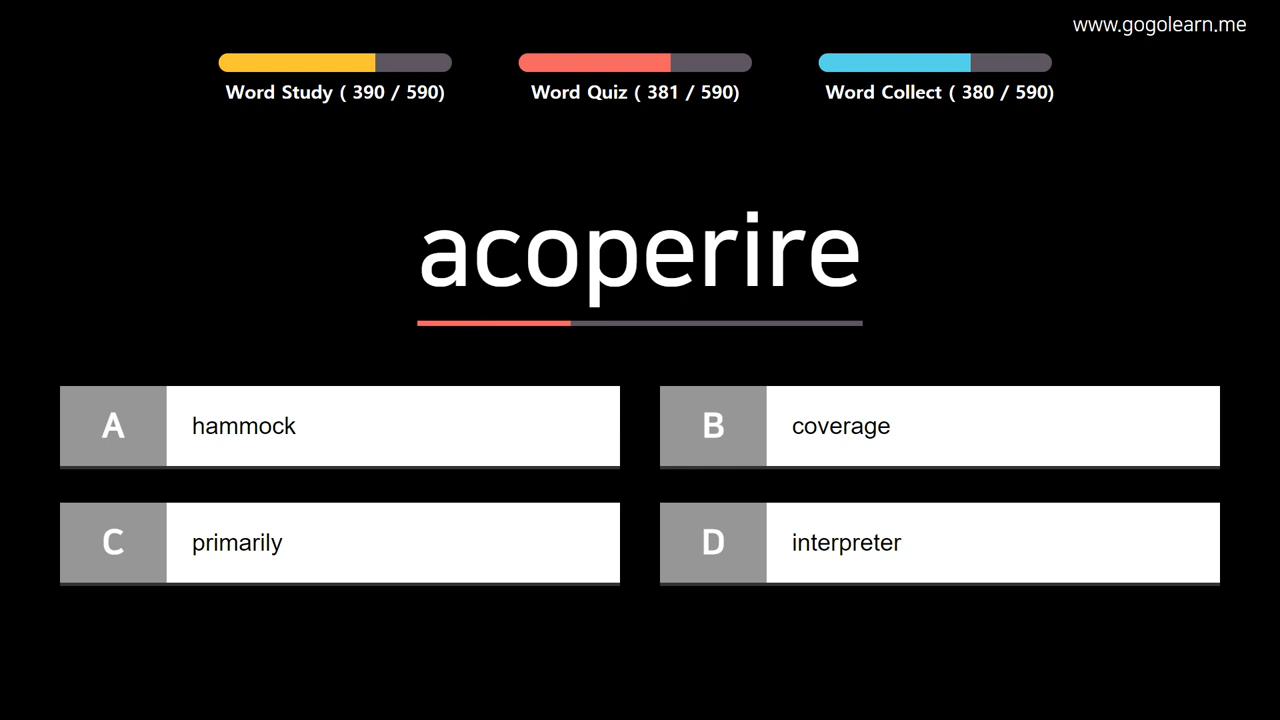 www.gogolearn.me
Word Study ( 390 / 590)
Word Quiz ( 381 / 590)
Word Collect ( 380 / 590)
acoperire
A hammock
B coverage
C primarily
D interpreter